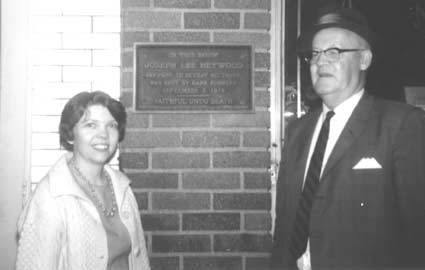 IN THIS ROOM
JOSEPH LEE HEYWOOD
REFUSED TO BETRAY HIS TRUST
WAS SHOT BY BANK ROBBERS
SEPTEMBER 7, 1876
FAITHFUL UNTO DEATH